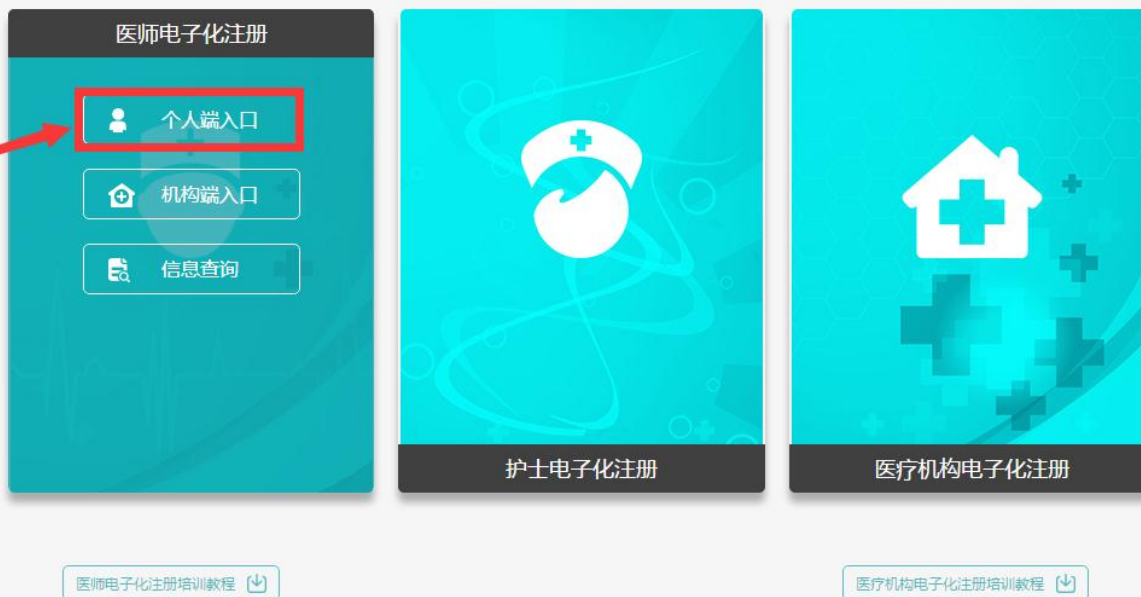 医师电子化注册
个人端入口
机构端入口
信息查询
护士电子化注册
医疗机构电子化注册
医师电子化注册培训教程
医疗机构电子化注册培训教程